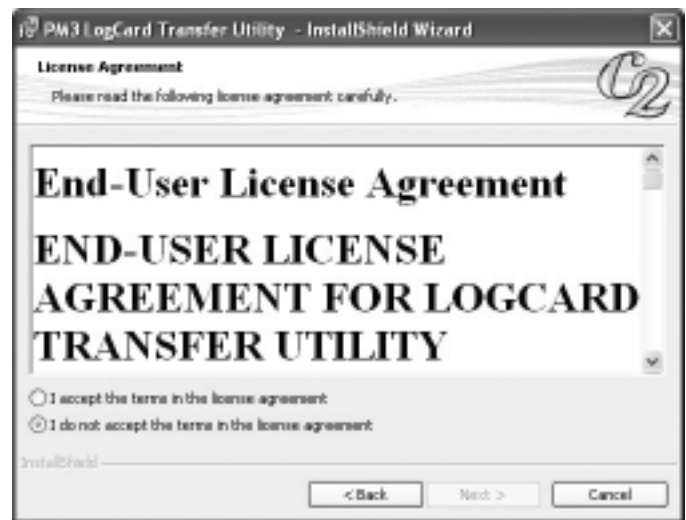 PM3 LogCard Transfer Utility - InstallShield Wizard
License Agreement
Please read the following license agreement carefully.
C2
End-User License Agreement
END-USER LICENSE
AGREEMENT FOR LOGCARD
TRANSFER UTILITY
I accept the terms in the license agreement
I do not accept the terms in the license agreement
InstallShield
< Back
Next >
Cancel